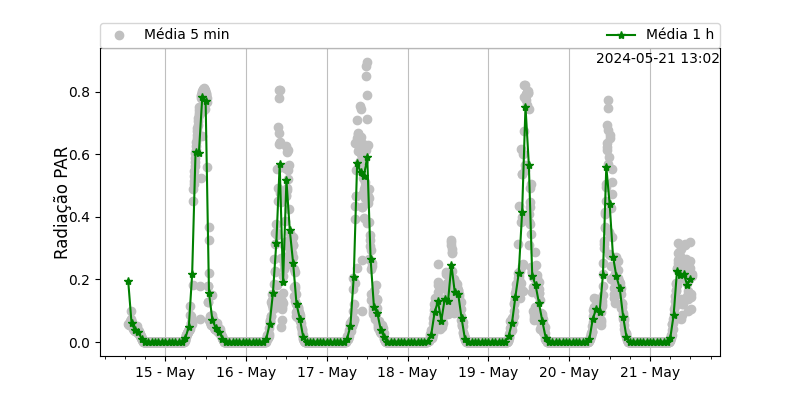 Média 5 min
Média 1 h
2024-05-21 13:02
Radiação PAR
0.8
0.6
0.4
0.2
0.0
15 - May
16 - May
17 - May
18 - May
19 - May
20 - May
21 - May